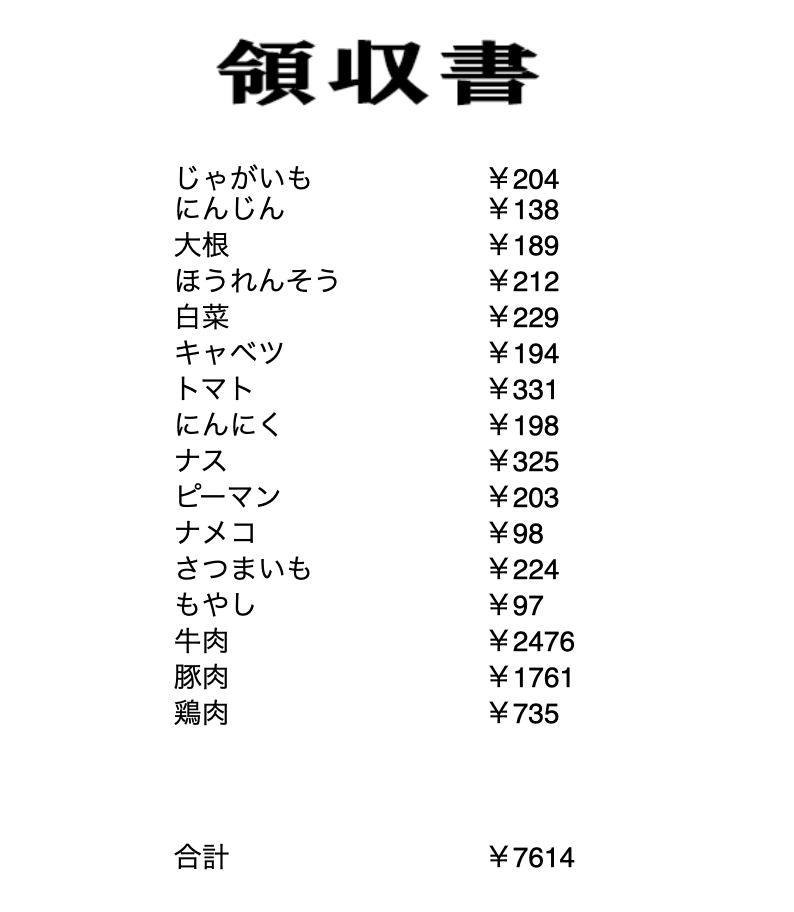 領収書
じゃがいも ￥204
にんじん ￥138
大根 ￥189
ほうれんそう ￥212
白菜 ￥229
キャベツ ￥194
トマト ￥331
にんにく ￥198
ナス ￥325
ピーマン ￥203
ナメコ ￥98
さつまいも ￥224
もやし ￥97
牛肉 ￥2476
豚肉 ￥1761
鶏肉 ￥735
合計 ￥7614